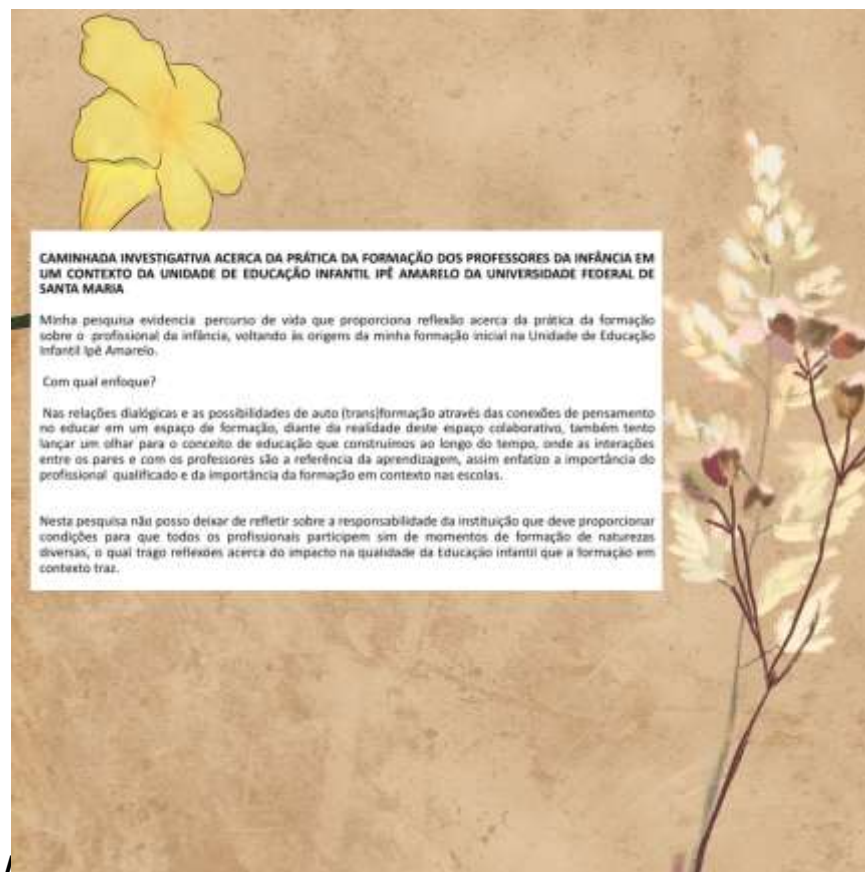 CAMINHADA INVESTIGATIVA ACERCA DA PRÁTICA DA FORMAÇÃO DOS PROFESSORES DA INFÂNCIA EM
UM CONTEXTO DA UNIDADE DE EDUCAÇÃO INFANTIL IPÊ AMARELO DA UNIVERSIDADE FEDERAL DE
SANTA MARIA
Minha pesquisa evidencia percurso de vida que proporciona reflexão acerca da prática da formação
sobre o profissional da infância, voltando às origens da minha formação inicial na Unidade de Educação
Infantil Ipê Amarelo.
Com qual enfoque?
Nas relações dialógicas e as possibilidades de auto (trans)formação através das conexões de pensamento
no educar em um espaço de formação, diante da realidade deste espaço colaborativo, também tento
lançar um olhar para o conceito de educação que construímos ao longo do tempo, onde as interações
entre os pares e com os professores são a referência da aprendizagem, assim enfatizo a importância do
profissional qualificado e da importância da formação em contexto nas escolas.
Nesta pesquisa não posso deixar de refletir sobre a responsabilidade da instituição que deve proporcionar
condições para que todos os profissionais participem sim de momentos de formação de naturezas
diversas, o qual trago reflexões acerca do impacto na qualidade da Educação infantil que a formação em
contexto traz.